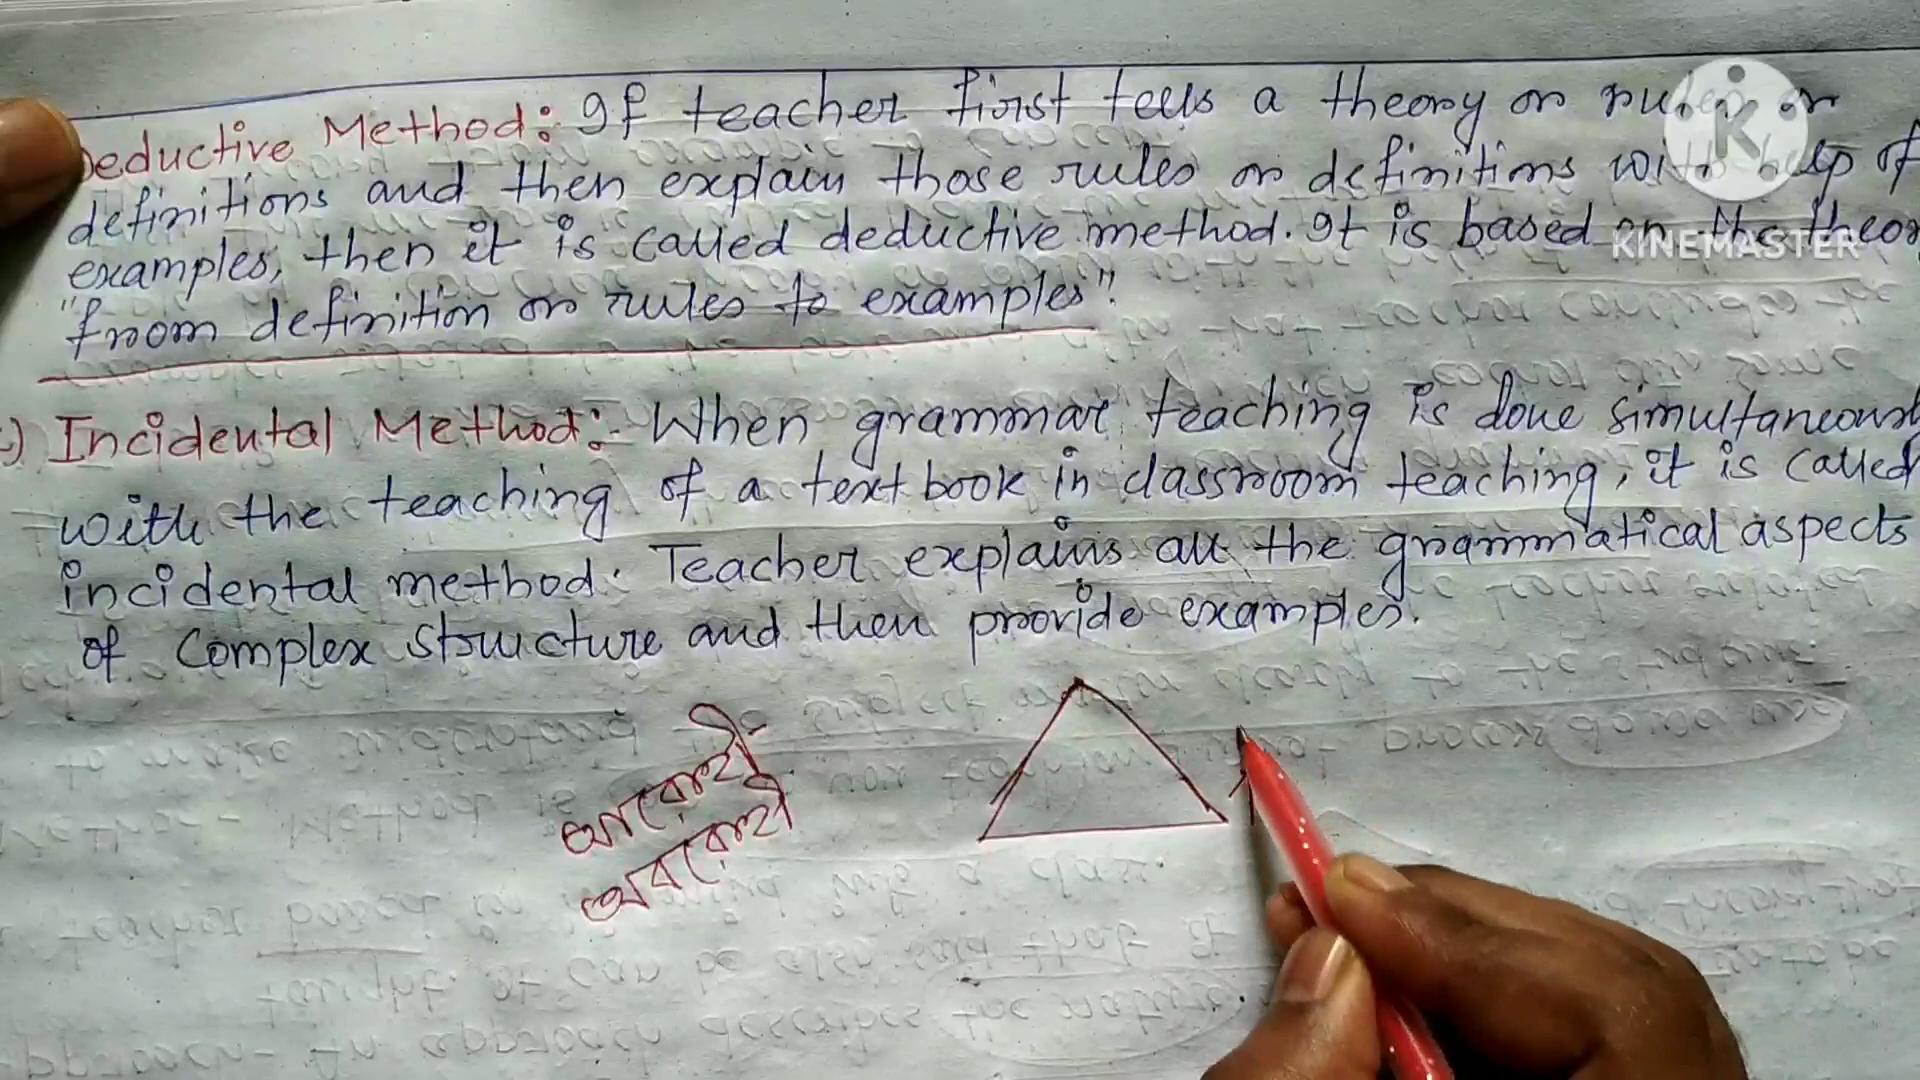 Deductive Method: If teacher first tells a theory or rules or
definitions and then explain those rules or definitions with help of
examples, then it is called deductive method. It is based on the theory
"from definition or rules to examples".
Incidental Method:- When grammar teaching is done simultaneously
with the teaching of a text book in classroom teaching, it is called
incidental method. Teacher explains all the grammatical aspects
of complex structure and then provide examples.
আরোহী
অবরোহী
KINEMASTER